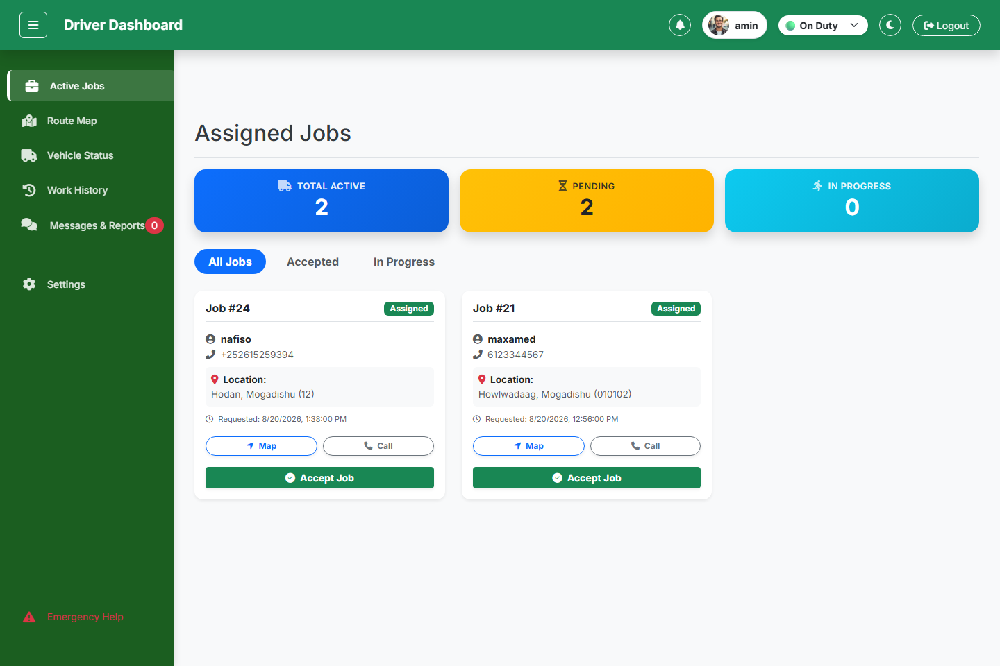 Driver Dashboard
amin
On Duty
Logout
Active Jobs
Route Map
Vehicle Status
Work History
Messages & Reports 0
Settings
Emergency Help
Assigned Jobs
TOTAL ACTIVE
2
PENDING
2
IN PROGRESS
0
All Jobs
Accepted
In Progress
Job #24
Assigned
nafiso
+252615259394
Location:
Hodan, Mogadishu (12)
Requested: 8/20/2026, 1:38:00 PM
Map
Call
Accept Job
Job #21
Assigned
maxamed
6123344567
Location:
Howlwadaag, Mogadishu (010102)
Requested: 8/20/2026, 12:56:00 PM
Map
Call
Accept Job